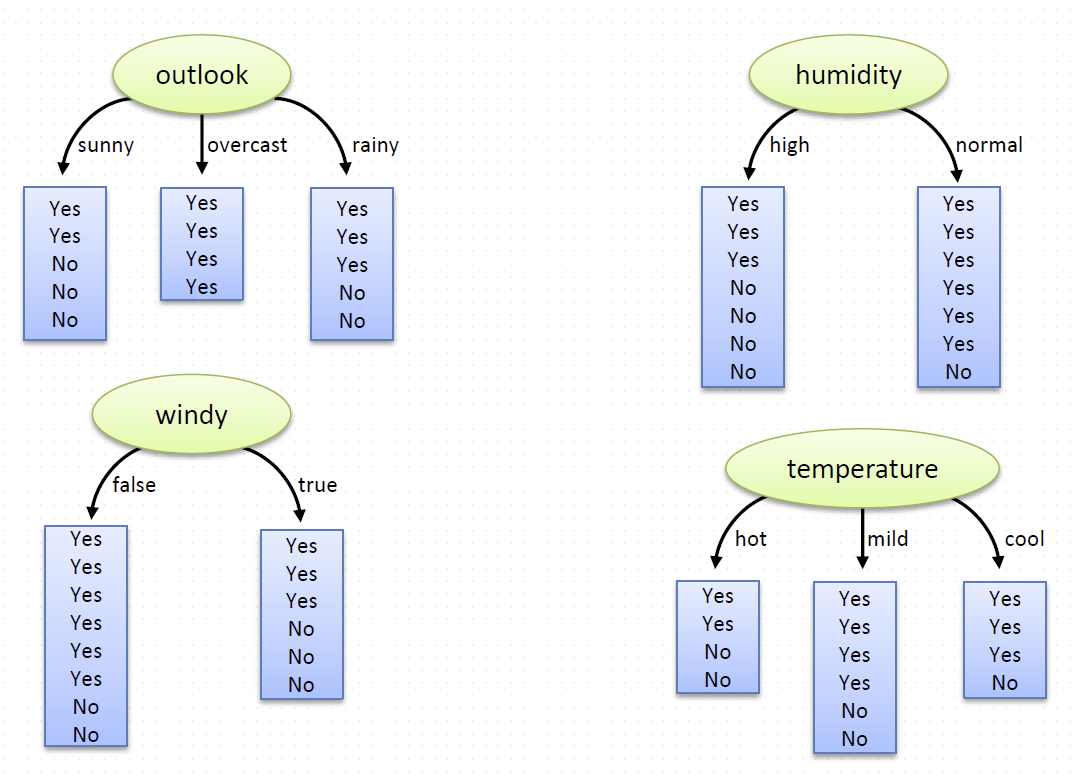 outlook
sunny
overcast
rainy
Yes
Yes
No
No
No
Yes
Yes
Yes
Yes
Yes
Yes
Yes
No
No
humidity
high
normal
Yes
Yes
Yes
No
No
No
No
Yes
Yes
Yes
Yes
Yes
Yes
No
windy
false
true
Yes
Yes
Yes
Yes
Yes
Yes
No
No
Yes
Yes
Yes
No
No
No
temperature
hot
mild
cool
Yes
Yes
No
No
Yes
Yes
Yes
Yes
No
No
Yes
Yes
Yes
No